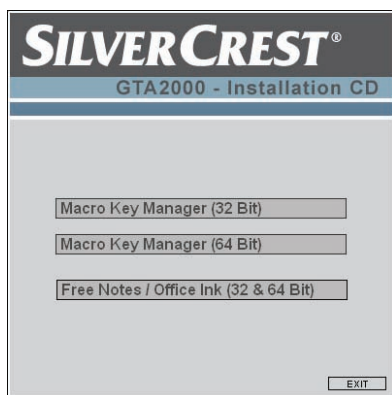 SILVERCREST®
GTA2000 - Installation CD
Macro Key Manager (32 Bit)
Macro Key Manager (64 Bit)
Free Notes / Office Ink (32 & 64 Bit)
EXIT